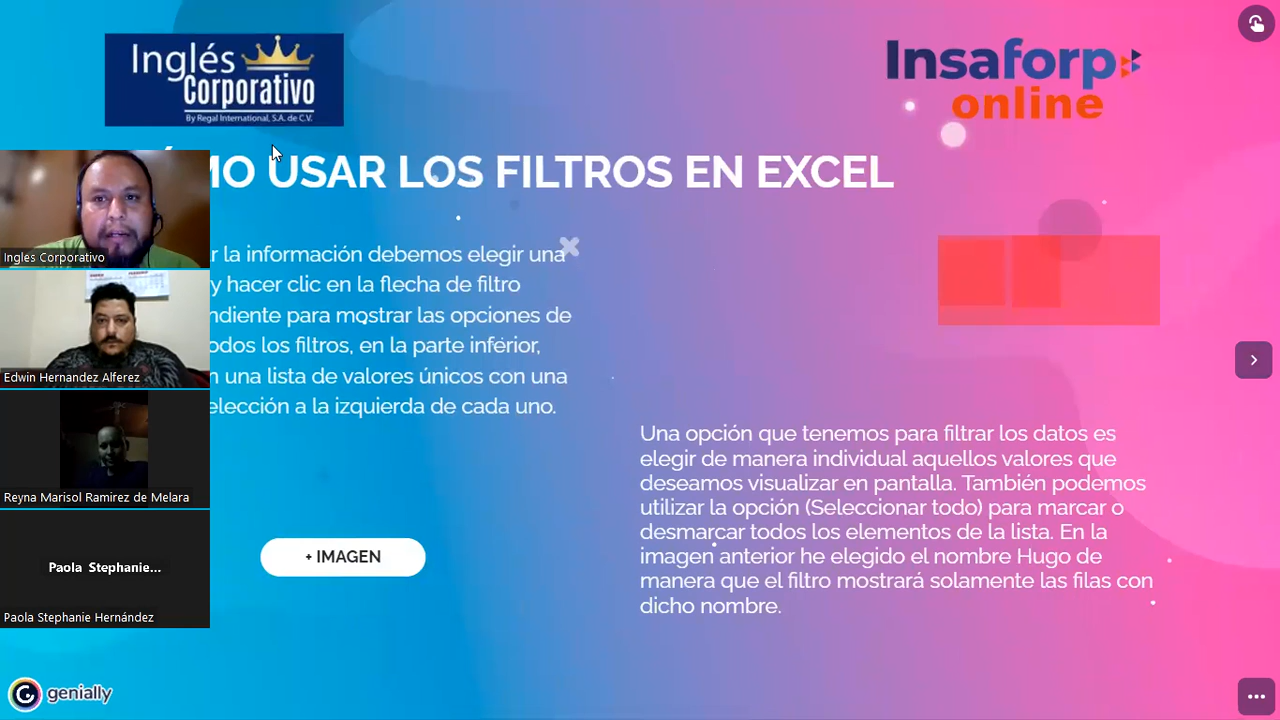 Inglés
Corporativo
By Regal International, S.A. de C.V.
Insaforp
online
MO USAR LOS FILTROS EN EXCEL
r la información debemos elegir una
y hacer clic en la flecha de filtro
ndiente para mostrar las opciones de
odos los filtros, en la parte inferior,
n una lista de valores únicos con una
elección a la izquierda de cada uno.
+ IMAGEN
Una opción que tenemos para filtrar los datos es
elegir de manera individual aquellos valores que
deseamos visualizar en pantalla. También podemos
utilizar la opción (Seleccionar todo) para marcar o
desmarcar todos los elementos de la lista. En la
imagen anterior he elegido el nombre Hugo de
manera que el filtro mostrará solamente las filas con
dicho nombre.
Ingles Corporativo
Edwin Hernandez Alferez
Reyna Marisol Ramirez de Melara
Paola Stephanie...
Paola Stephanie Hernández
genially